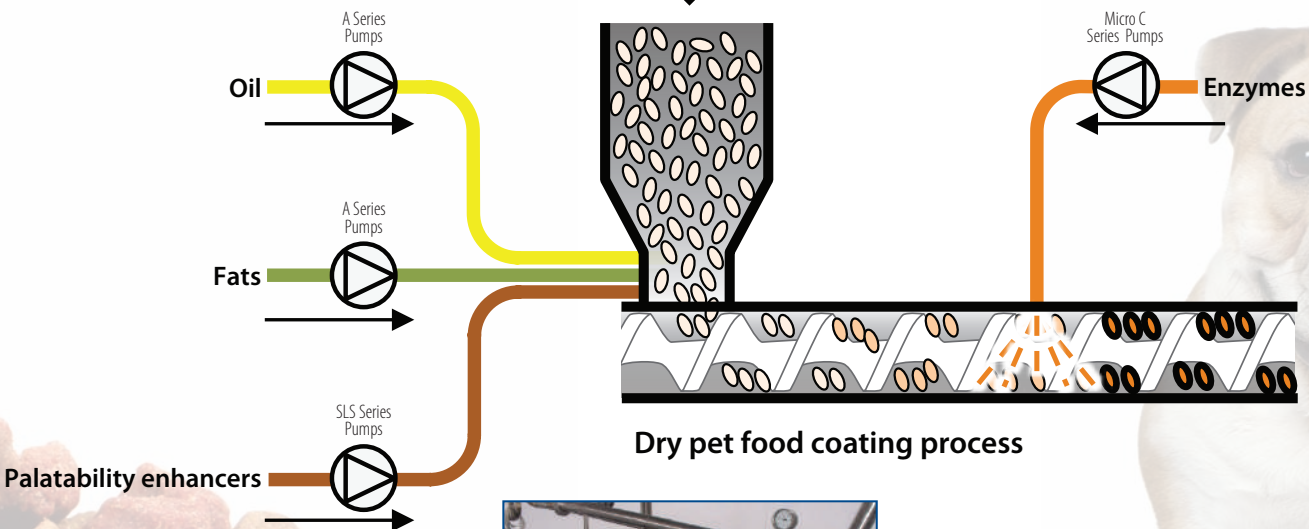 A Series
Pumps
Oil
Micro C
Series Pumps
Enzymes
A Series
Pumps
Fats
Dry pet food coating process
SLS Series
Pumps
Palatability enhancers